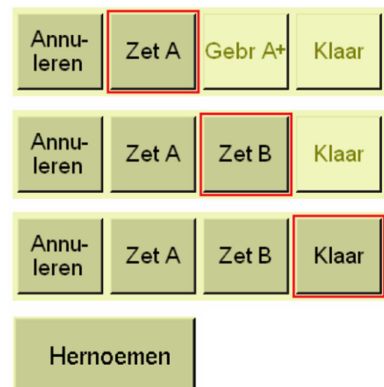 Annu-
leren Zet A Gebr A+ Klaar
Annu-
leren Zet A Zet B Klaar
Annu-
leren Zet A Zet B Klaar
Hernoemen